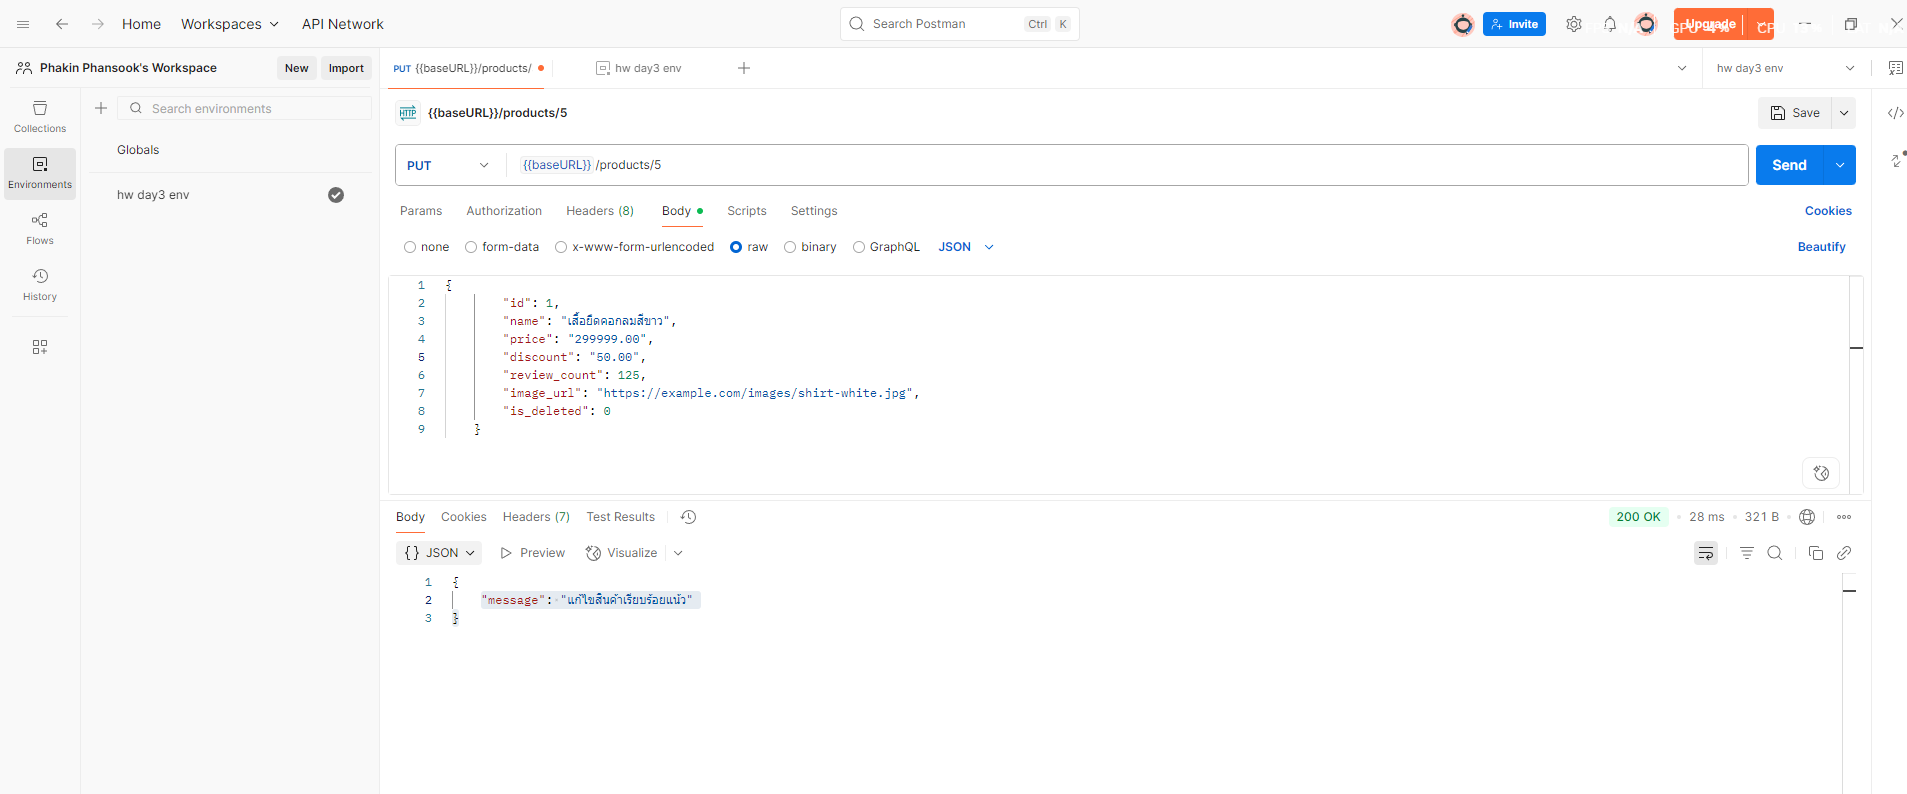 Home
Workspaces
API Network
Search Postman
Ctrl
K
Invite
Upgrade
Phakin Phansook's Workspace
New
Import
PUT {{baseURL}}/products/
hw day3 env
hw day3 env
Collections
Environments
Flows
History
Search environments
Globals
hw day3 env
HTTP
{{baseURL}}/products/5
Save
PUT
{{baseURL}} /products/5
Send
Params
Authorization
Headers (8)
Body
Scripts
Settings
Cookies
none
form-data
x-www-form-urlencoded
raw
binary
GraphQL
JSON
Beautify
1 {
2 "id": 1,
3 "name": "เสื้อยืดคอกลมสีขาว",
4 "price": "299999.00",
5 "discount": "50.00",
6 "review_count": 125,
7 "image_url": "https://example.com/images/shirt-white.jpg",
8 "is_deleted": 0
9 }
Body
Cookies
Headers (7)
Test Results
200 OK
28 ms
321 B
{} JSON
Preview
Visualize
1 {
2 "message": "แก้ไขสินค้าเรียบร้อยแน้ว"
3 }